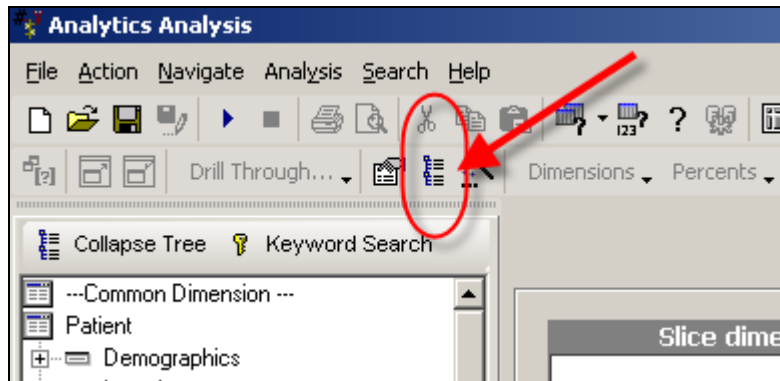 Analytics Analysis
File Action Navigate Analysis Search Help
123 ?
[?] Drill Through... Dimensions Percents
Collapse Tree Keyword Search
---Common Dimension ---
Patient
Demographics
Slice dime